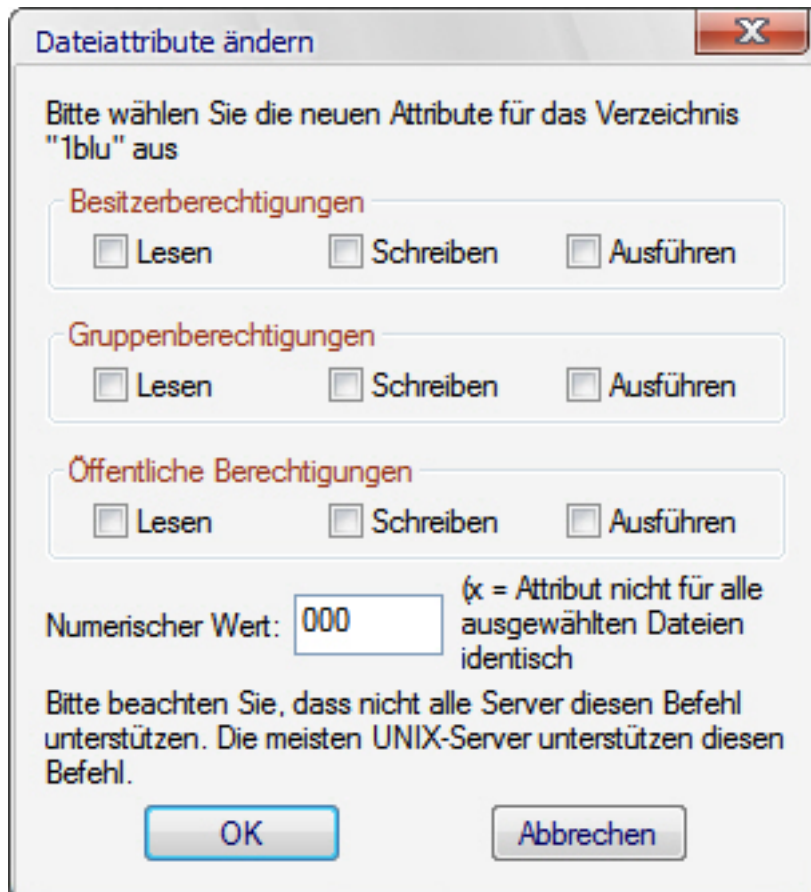 Dateiattribute ändern
Bitte wählen Sie die neuen Attribute für das Verzeichnis
"1blu" aus
Besitzerberechtigungen
Lesen Schreiben Ausführen
Gruppenberechtigungen
Lesen Schreiben Ausführen
Öffentliche Berechtigungen
Lesen Schreiben Ausführen
Numerischer Wert: 000
(x = Attribut nicht für alle
ausgewählten Dateien
identisch
Bitte beachten Sie, dass nicht alle Server diesen Befehl
unterstützen. Die meisten UNIX-Server unterstützen diesen
Befehl.
OK Abbrechen